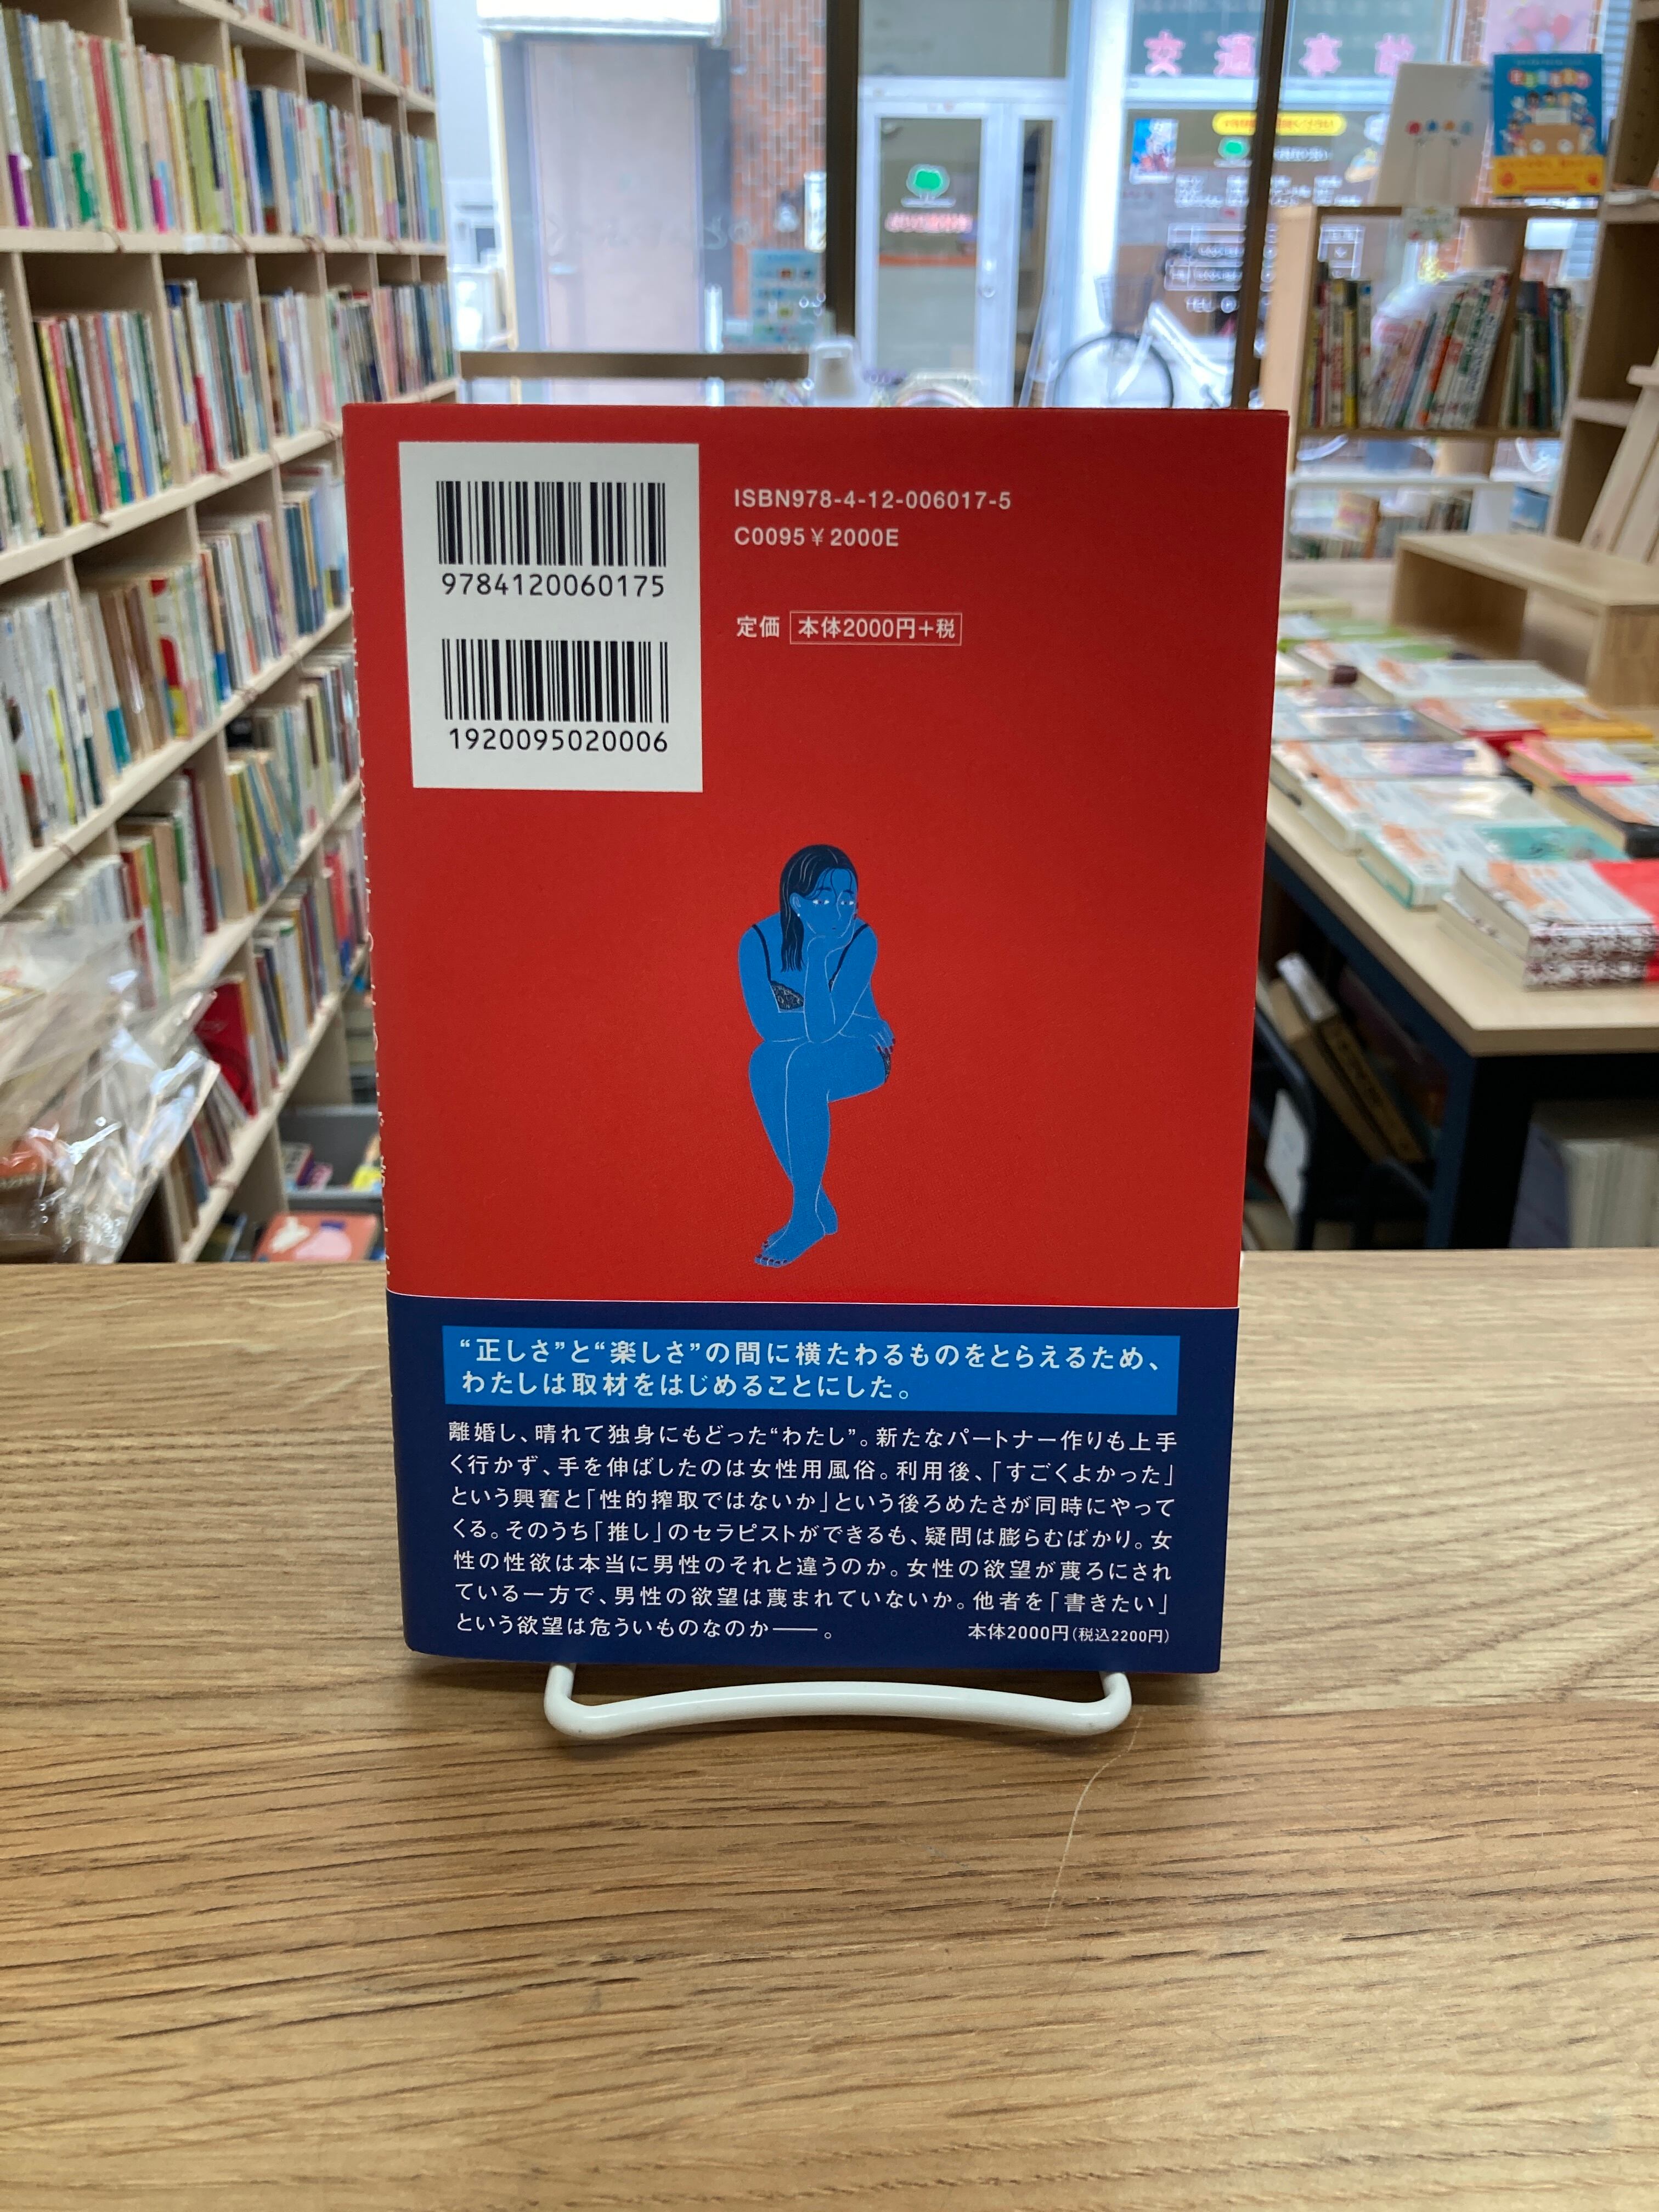 交通事故
9784120060175
1920095020006
ISBN978-4-12-006017-5
C0095 ¥2000E
定価 本体2000円+税
“正しさ”と“楽しさ”の間に横たわるものをとらえるため、
わたしは取材をはじめることにした。
離婚し、晴れて独身にもどった“わたし”。新たなパートナー作りも上手
く行かず、手を伸ばしたのは女性用風俗。利用後、「すごくよかった」
という興奮と「性的搾取ではないか」という後ろめたさが同時にやって
くる。そのうち「推し」のセラピストができるも、疑問は膨らむばかり。女
性の性欲は本当に男性のそれと違うのか。女性の欲望が蔑ろにされ
ている一方で、男性の欲望は蔑まれていないか。他者を「書きたい」
という欲望は危ういものなのか——。
本体2000円(税込2200円)